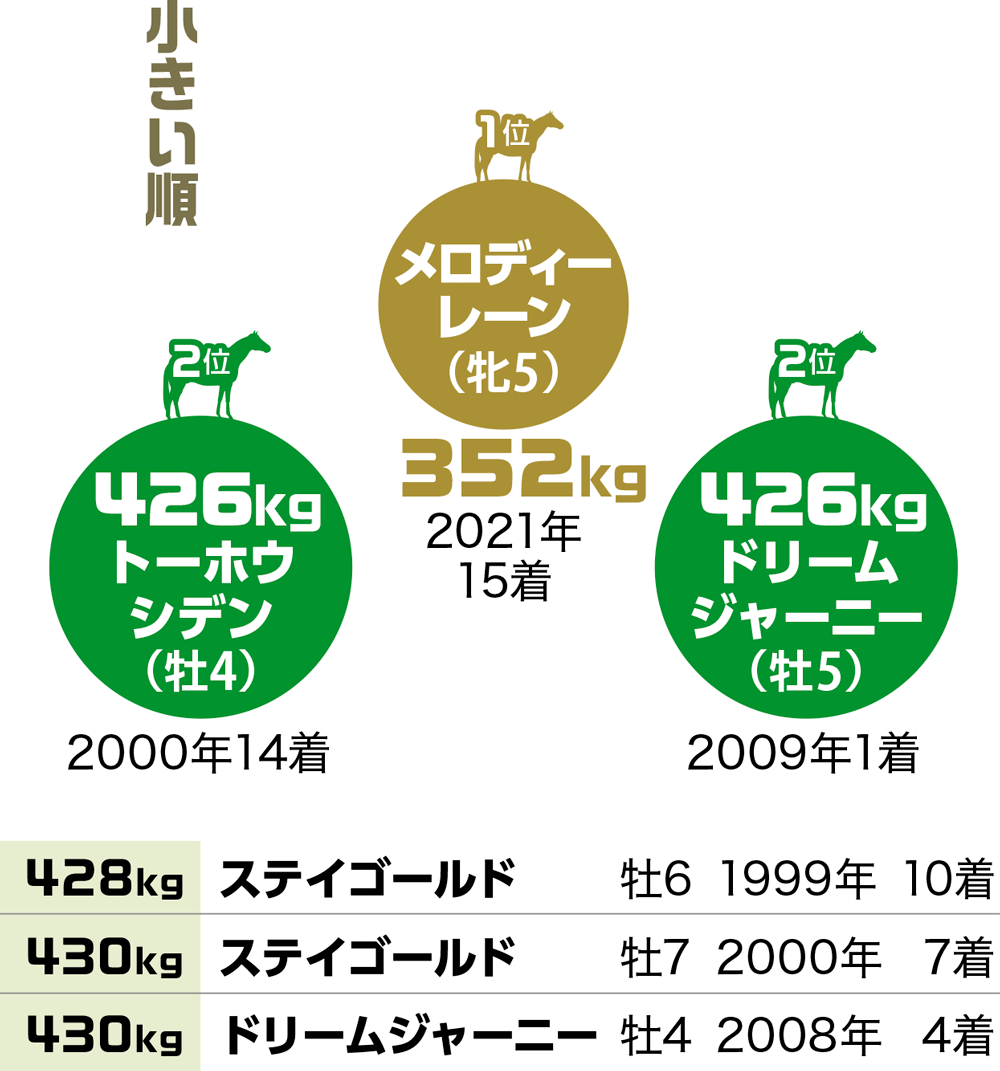 小きい順
1位
メロディー
レーン
（牝5）
352kg
2021年
15着
2位
426kg
トーホウ
シデン
（牡4）
2000年14着
2位
426kg
ドリーム
ジャーニー
（牡5）
2009年1着
428kg ステイゴールド 牡6 1999年 10着
430kg ステイゴールド 牡7 2000年 7着
430kg ドリームジャーニー 牡4 2008年 4着